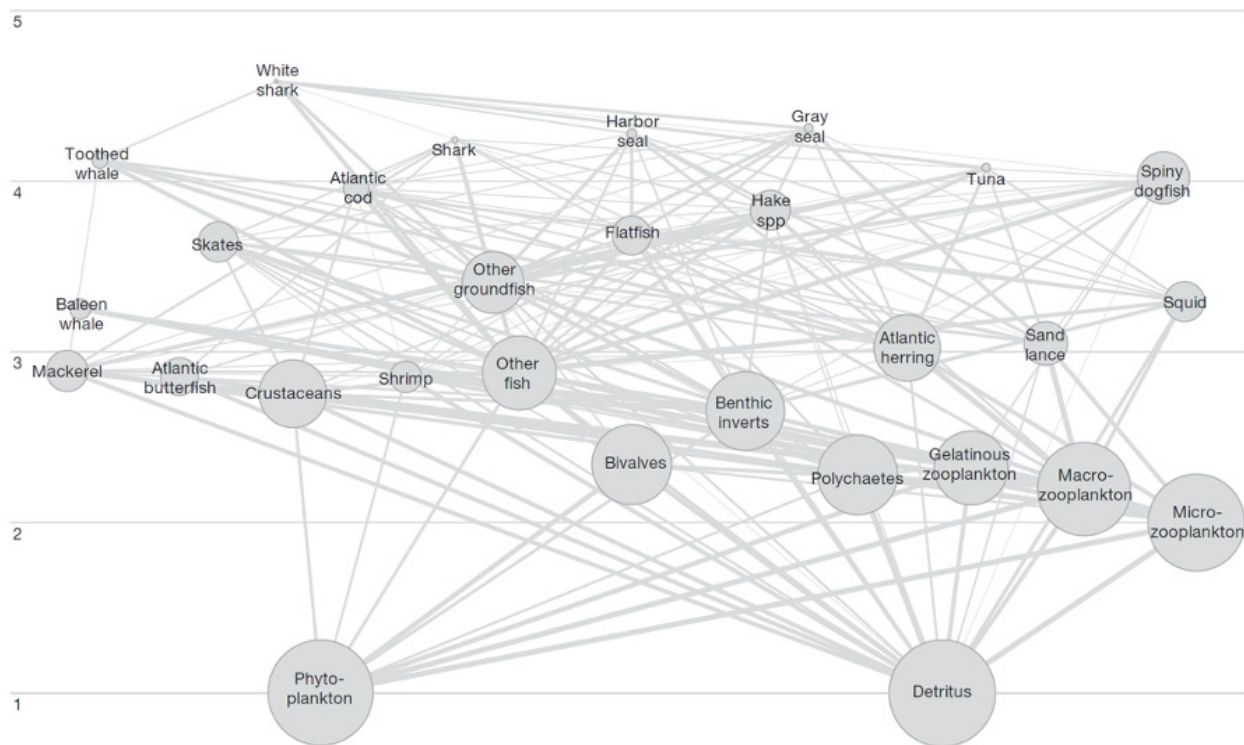 5
White
shark
Harbor
seal
Gray
seal
Shark
Toothed
whale
4
Atlantic
cod
Tuna
Spiny
dogfish
Hake
spp
Skates
Flatfish
Other
groundfish
Baleen
whale
Squid
Atlantic
herring
Sand
lance
3
Mackerel
Atlantic
butterfish
Crustaceans
Shrimp
Other
fish
Benthic
inverts
Bivalves
Polychaetes
Gelatinous
zooplankton
Macro-
zooplankton
Micro-
zooplankton
2
Phyto-
plankton
Detritus
1